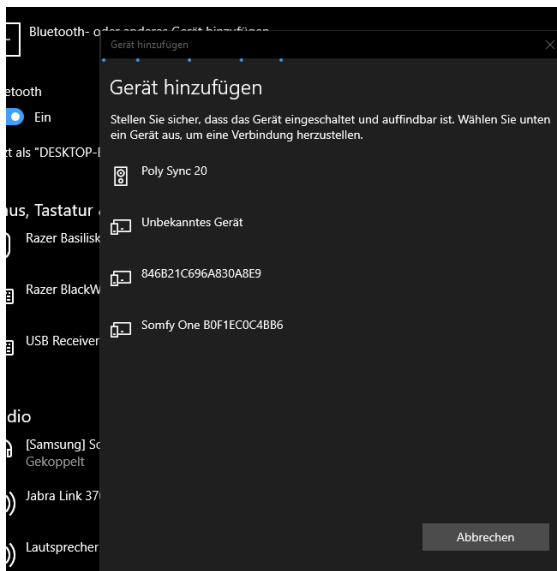 Bluetooth- oder anderes Gerät hinzufügen
Gerät hinzufügen
Gerät hinzufügen
Ein
Stellen Sie sicher, dass das Gerät eingeschaltet und auffindbar ist. Wählen Sie unten
ein Gerät aus, um eine Verbindung herzustellen.
zt als "DESKTOP-
Poly Sync 20
us, Tastatur
Unbekanntes Gerät
Razer Basilisk
846B21C696A830A8E9
Razer BlackW
Somfy One B0F1EC0C4BB6
USB Receiver
dio
[Samsung] Sc
Gekoppelt
Jabra Link 37
Abbrechen
Lautsprecher